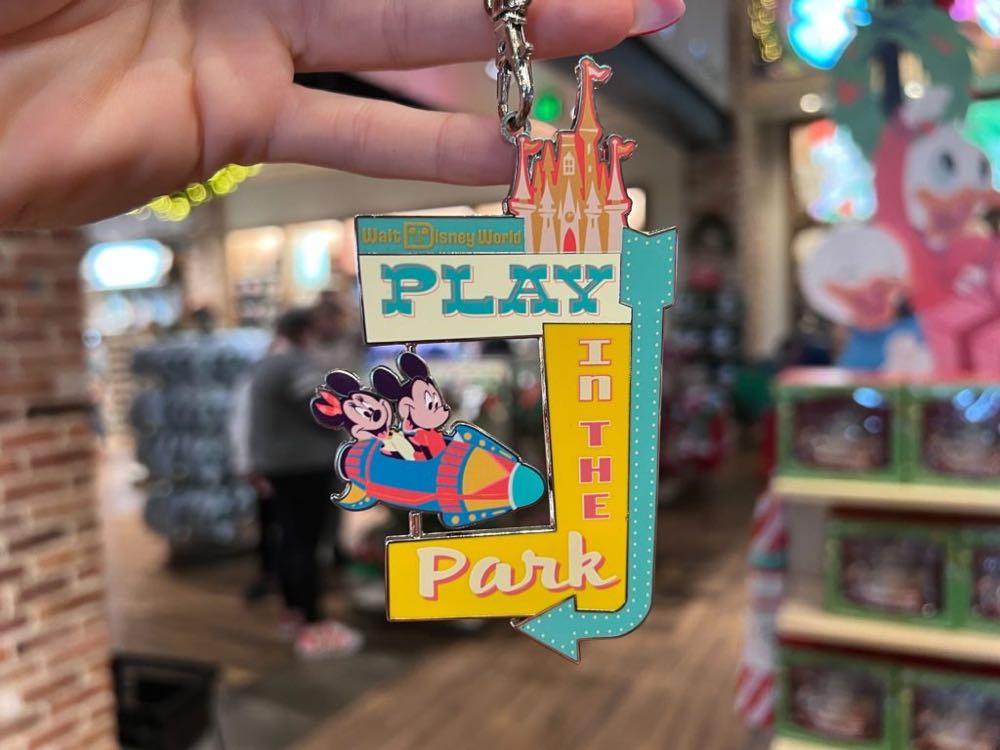 Walt Disney World
PLAY
In
THE
Park